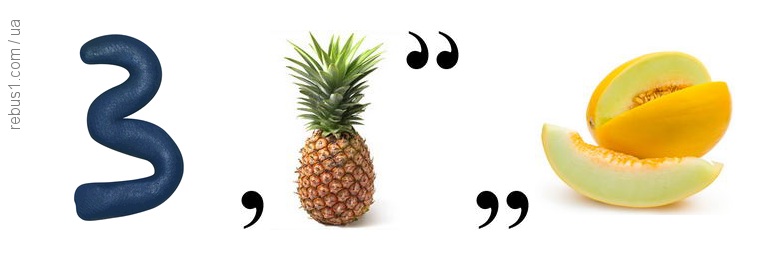 rebus1.com/ua
З
, ,, ,,